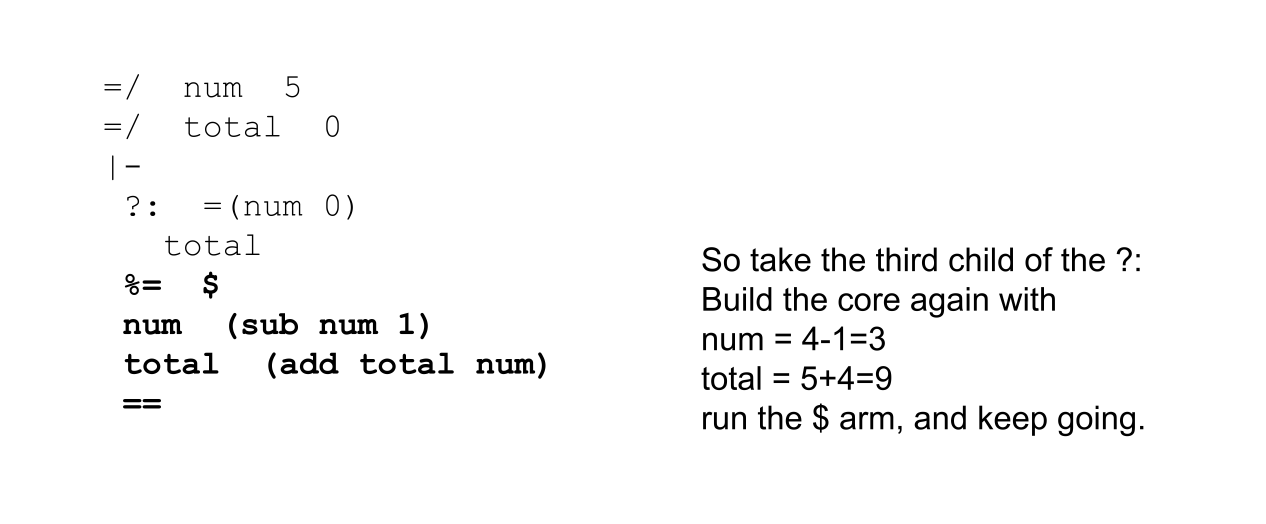 =/  num  5
=/  total  0
|-
?:  =(num 0)
total
%=  $
num  (sub num 1)
total  (add total num)
==
So take the third child of the ?:
Build the core again with
num = 4-1=3
total = 5+4=9
run the $ arm, and keep going.